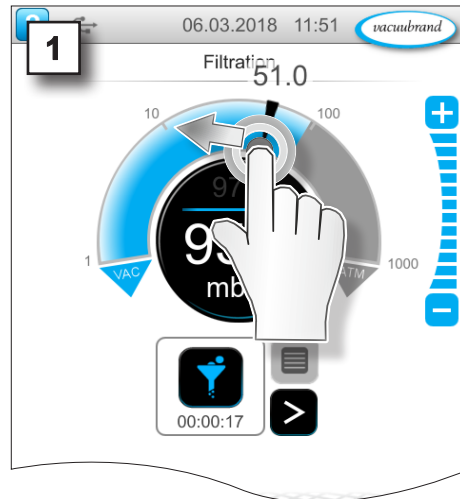 1
06.03.2018 11:51
vacuubrand
Filtration
51.0
10
100
97
1
VAC
ATM
1000
mb
+
-
00:00:17
>